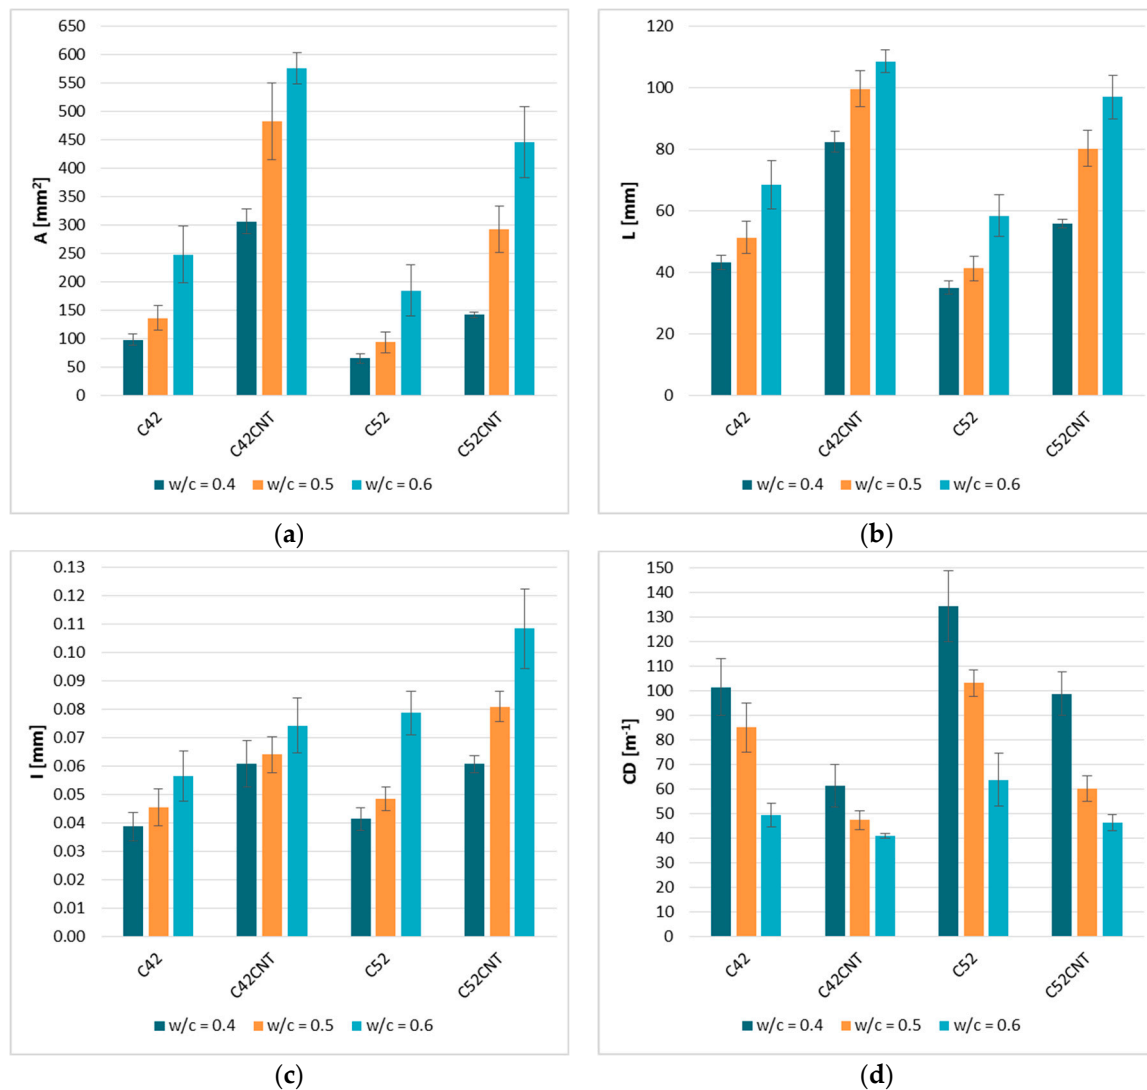 650
600
550
500
450
400
350
300
250
200
150
100
50
0
A [mm²]
C42
C42CNT
C52
C52CNT
w/c = 0.4 w/c = 0.5 w/c = 0.6
(a)
120
100
80
60
40
20
0
L [mm]
C42
C42CNT
C52
C52CNT
w/c = 0.4 w/c = 0.5 w/c = 0.6
(b)
0.13
0.12
0.11
0.10
0.09
0.08
0.07
0.06
0.05
0.04
0.03
0.02
0.01
0.00
I [mm]
C42
C42CNT
C52
C52CNT
w/c = 0.4 w/c = 0.5 w/c = 0.6
(c)
150
140
130
120
110
100
90
80
70
60
50
40
30
20
10
0
CD [m⁻¹]
C42
C42CNT
C52
C52CNT
w/c = 0.4 w/c = 0.5 w/c = 0.6
(d)